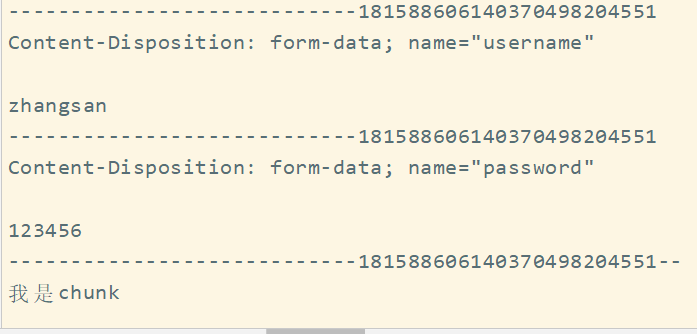 ----------------------------181588606140370498204551
Content-Disposition: form-data; name="username"
zhangsan
----------------------------181588606140370498204551
Content-Disposition: form-data; name="password"
123456
----------------------------181588606140370498204551--
我是chunk